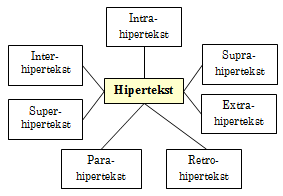 Intra-
hipertekst
Inter-
hipertekst
Supra-
hipertekst
Hipertekst
Super-
hipertekst
Extra-
hipertekst
Para-
hipertekst
Retro-
hipertekst